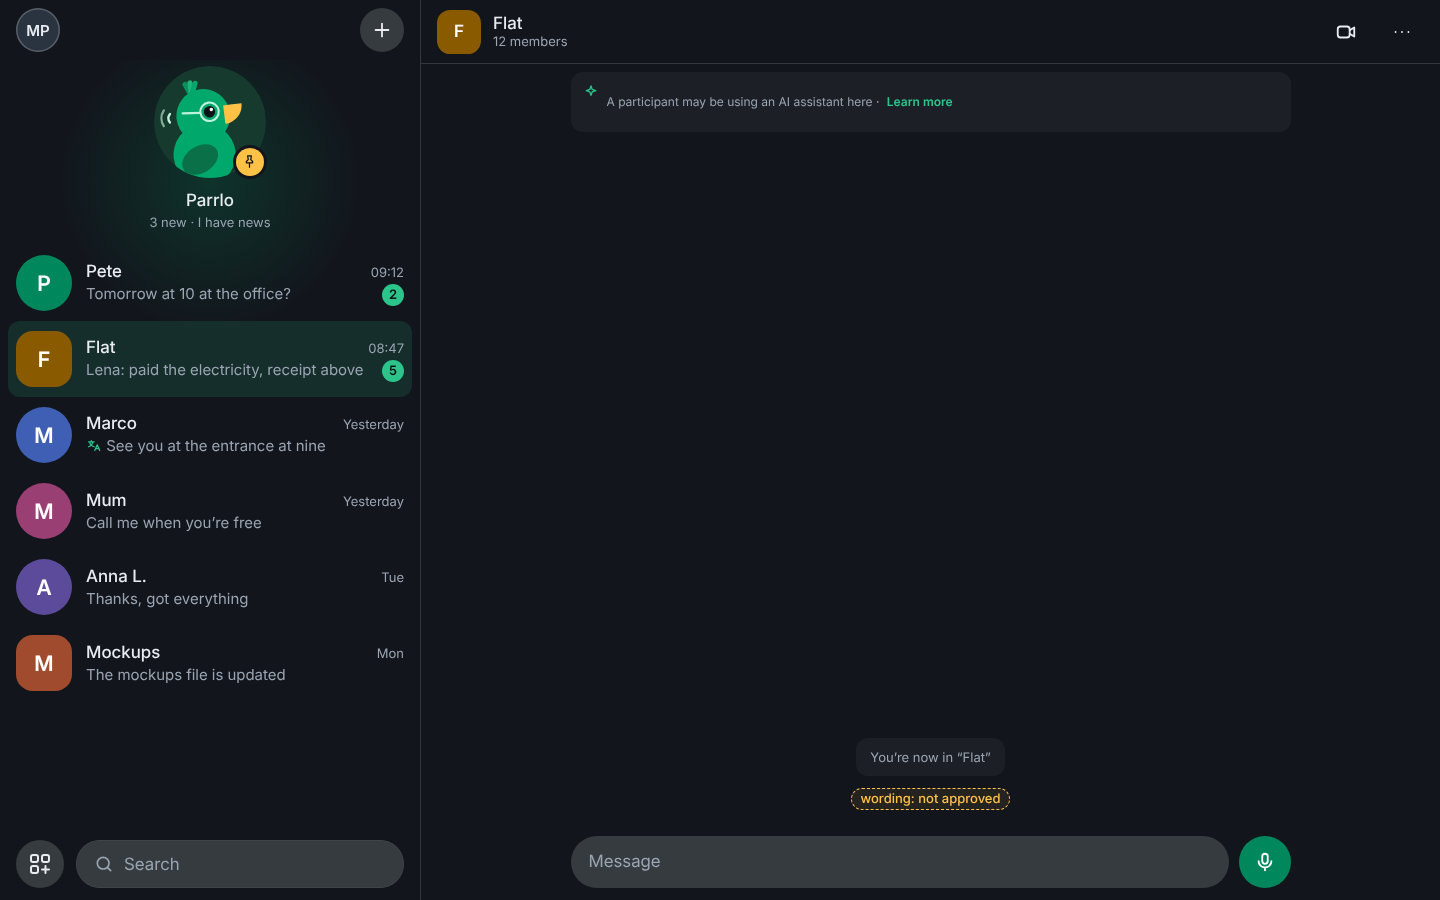 MP
Parrlo
3 new · I have news
P
Pete
09:12
Tomorrow at 10 at the office?
2
F
Flat
08:47
Lena: paid the electricity, receipt above
5
M
Marco
Yesterday
See you at the entrance at nine
M
Mum
Yesterday
Call me when you’re free
A
Anna L.
Tue
Thanks, got everything
M
Mockups
Mon
The mockups file is updated
Search
F
Flat
12 members
A participant may be using an AI assistant here · Learn more
You’re now in “Flat”
wording: not approved
Message